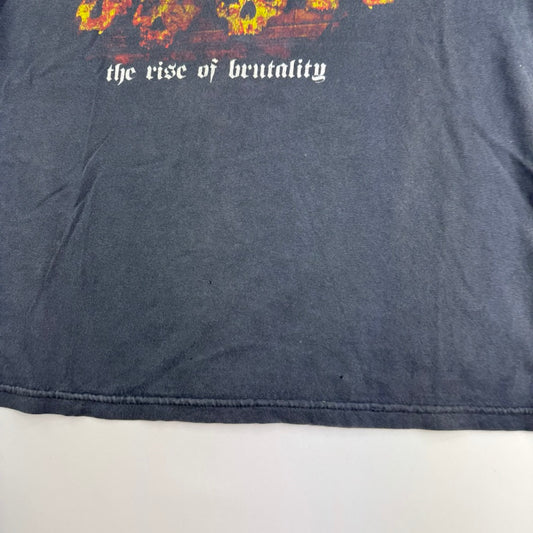 the rise of brutality